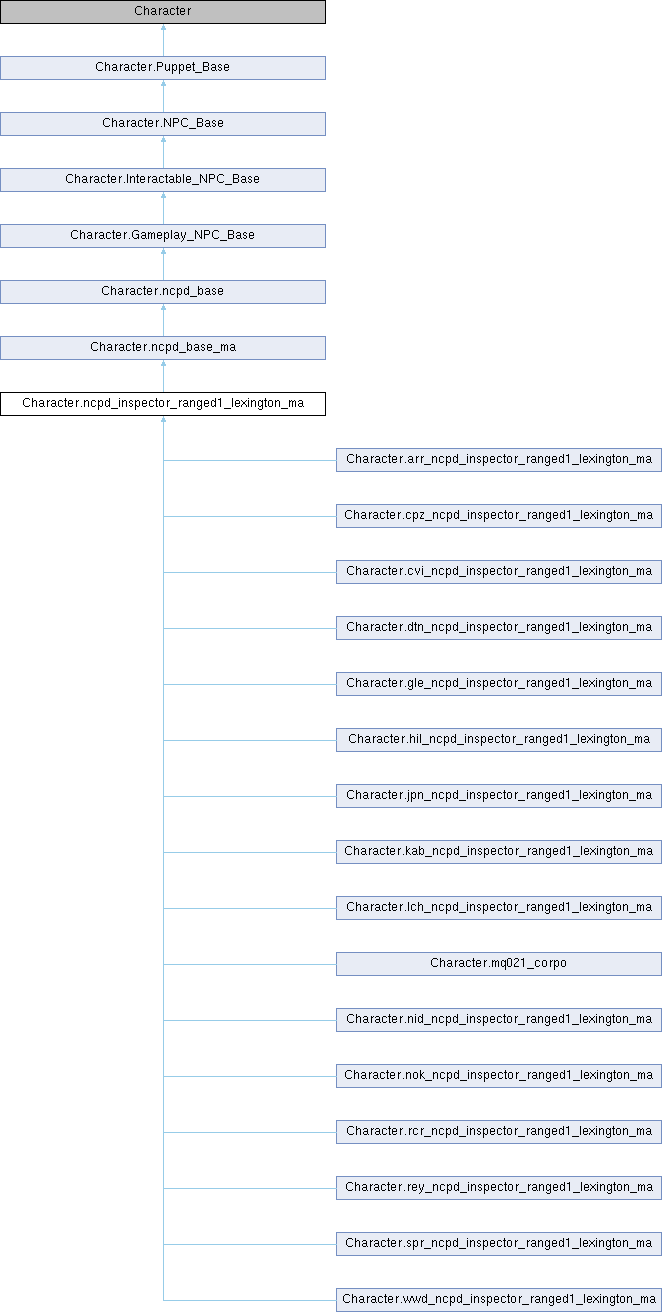 Character
Character.Puppet_Base
Character.NPC_Base
Character.Interactable_NPC_Base
Character.Gameplay_NPC_Base
Character.ncpd_base
Character.ncpd_base_ma
Character.ncpd_inspector_ranged1_lexington_ma
Character.arr_ncpd_inspector_ranged1_lexington_ma
Character.cpz_ncpd_inspector_ranged1_lexington_ma
Character.cvi_ncpd_inspector_ranged1_lexington_ma
Character.dtn_ncpd_inspector_ranged1_lexington_ma
Character.gle_ncpd_inspector_ranged1_lexington_ma
Character.hil_ncpd_inspector_ranged1_lexington_ma
Character.jpn_ncpd_inspector_ranged1_lexington_ma
Character.kab_ncpd_inspector_ranged1_lexington_ma
Character.lch_ncpd_inspector_ranged1_lexington_ma
Character.mq021_corpo
Character.nid_ncpd_inspector_ranged1_lexington_ma
Character.nok_ncpd_inspector_ranged1_lexington_ma
Character.rcr_ncpd_inspector_ranged1_lexington_ma
Character.rey_ncpd_inspector_ranged1_lexington_ma
Character.spr_ncpd_inspector_ranged1_lexington_ma
Character.wwd_ncpd_inspector_ranged1_lexington_ma